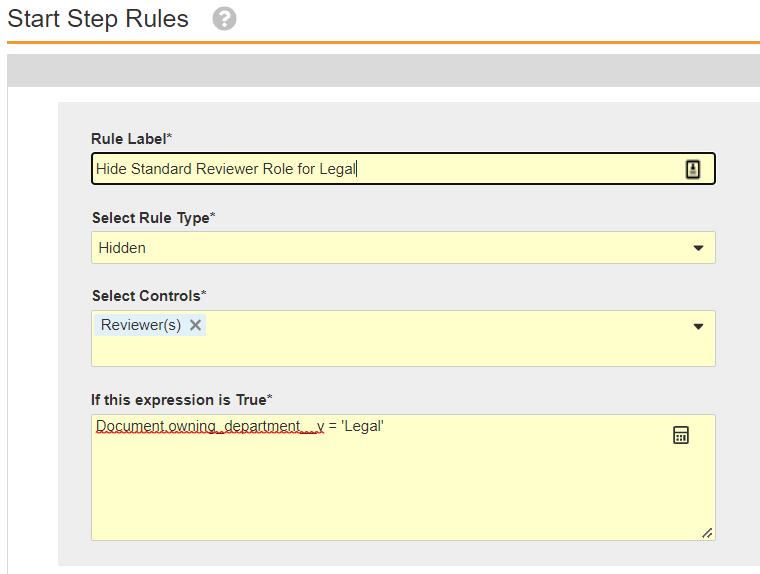 Start Step Rules ?
Rule Label*
Hide Standard Reviewer Role for Legal
Select Rule Type*
Hidden
Select Controls*
Reviewer(s)
If this expression is True*
Document.owning_department__v = 'Legal'